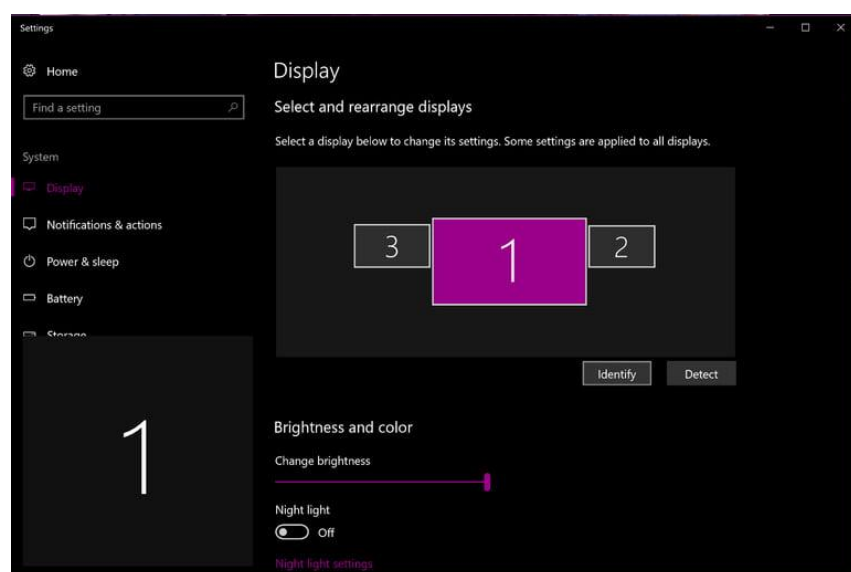 Settings
Home
Find a setting
System
Display
Notifications & actions
Power & sleep
Battery
Storage
1
Display
Select and rearrange displays
Select a display below to change its settings. Some settings are applied to all displays.
3
1
2
Identify
Detect
Brightness and color
Change brightness
Night light
Off
Night light settings